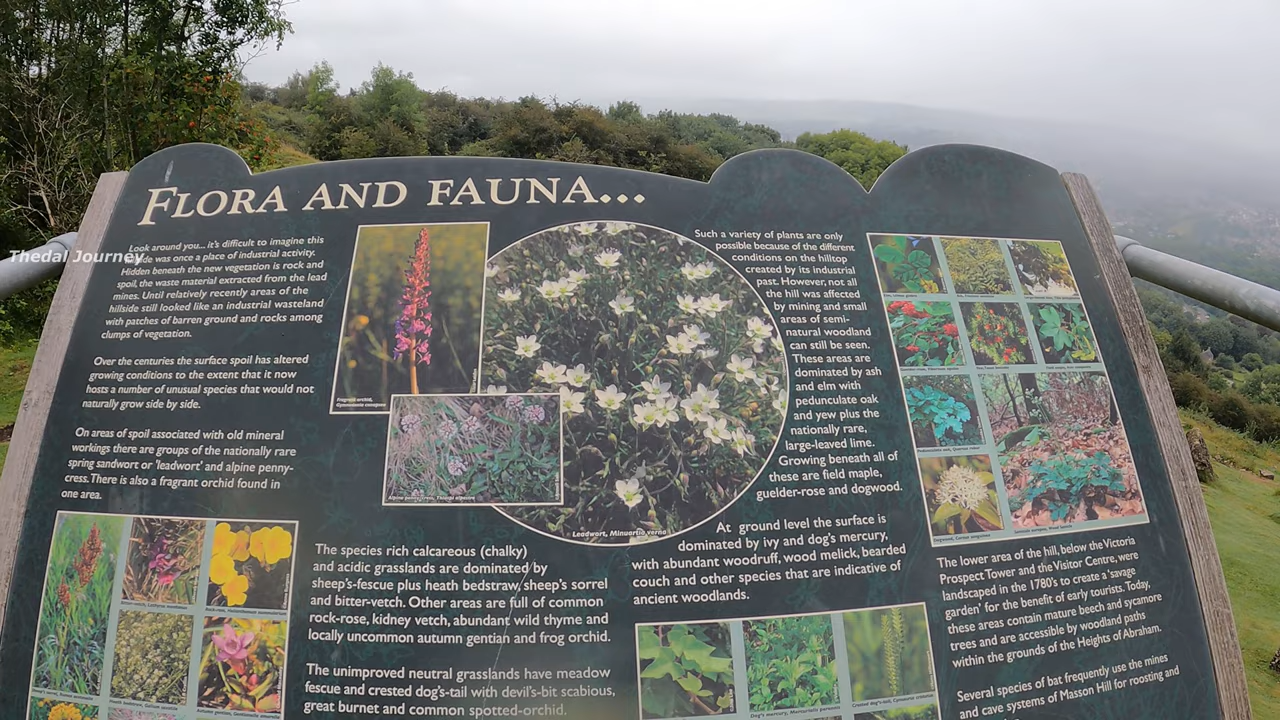 FLORA AND FAUNA...
Thedal Journey
Look around you... it's difficult to imagine this
was once a place of industrial activity.
Hidden beneath the new vegetation is rock and
spoil, the waste material extracted from the lead
mines. Until relatively recently areas of the
hillside still looked like an industrial wasteland
with patches of barren ground and rocks among
clumps of vegetation.
Over the centuries the surface spoil has altered
growing conditions to the extent that it now
hosts a number of unusual species that would not
naturally grow side by side.
On areas of spoil associated with old mineral
workings there are groups of the nationally rare
spring sandwort or 'leadwort' and alpine penny-
cress. There is also a fragrant orchid found in
one area.
Fragrant orchid,
Gymnadenia conopsea
Alpine penny cress, Thlaspi alpestre
Leadwort, Minuartia verna
The species rich calcareous (chalky)
and acidic grasslands are dominated by
sheep's-fescue plus heath bedstraw, sheep's sorrel
and bitter-vetch. Other areas are full of common
rock-rose, kidney vetch, abundant wild thyme and
locally uncommon autumn gentian and frog orchid.
The unimproved neutral grasslands have meadow
fescue and crested dog's-tail with devil's-bit scabious,
great burnet and common spotted-orchid.
Such a variety of plants are only
possible because of the different
conditions on the hilltop
created by its industrial
past. However, not all
the hill was affected
by mining and small
areas of semi-
natural woodland
can still be seen.
These areas are
dominated by ash
and elm with
pedunculate oak
and yew plus the
nationally rare,
large-leaved lime.
Growing beneath all of
these are field maple,
guelder-rose and dogwood.
At ground level the surface is
dominated by ivy and dog's mercury,
with abundant woodruff, wood melick, bearded
couch and other species that are indicative of
ancient woodlands.
Dog's mercury, Mercurialis perennis
The lower area of the hill, below the Victoria
Prospect Tower and the Visitor Centre, were
landscaped in the 1780's to create a 'savage
garden' for the benefit of early tourists. Today,
these areas contain mature beech and sycamore
trees and are accessible by woodland paths
within the grounds of the Heights of Abraham.
Several species of bat frequently use the mines
and cave systems of Masson Hill for roosting and